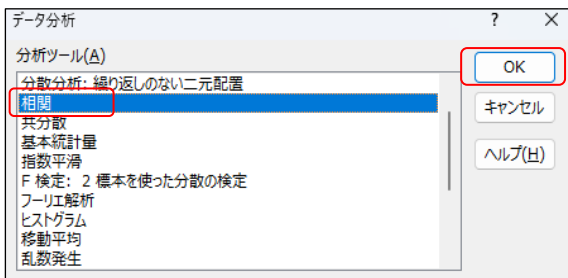 データ分析
? ×
分析ツール(A)
分散分析: 繰り返しのない二元配置
相関
共分散
基本統計量
指数平滑
F 検定: 2 標本を使った分散の検定
フーリエ解析
ヒストグラム
移動平均
乱数発生
OK
キャンセル
ヘルプ(H)